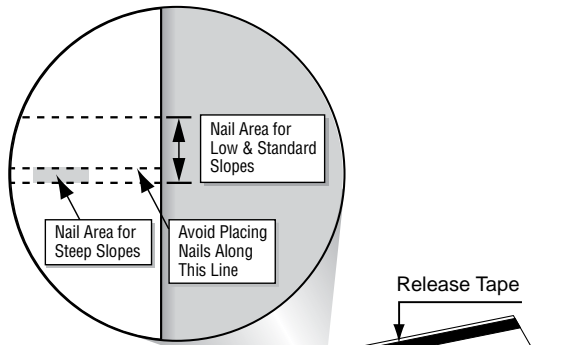 Nail Area for
Low & Standard
Slopes
Nail Area for
Steep Slopes
Avoid Placing
Nails Along
This Line
Release Tape